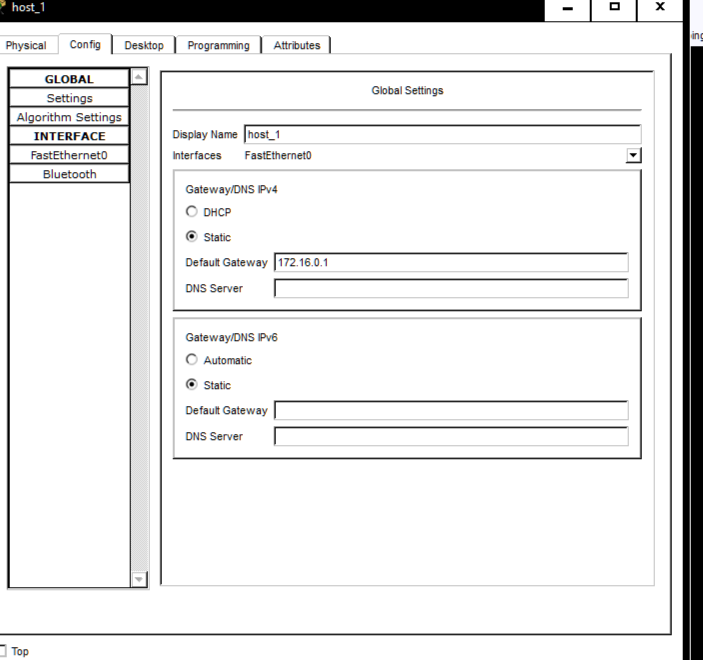 host_1
Physical Config Desktop Programming Attributes
GLOBAL
Settings
Algorithm Settings
INTERFACE
FastEthernet0
Bluetooth
Global Settings
Display Name host_1
Interfaces FastEthernet0
Gateway/DNS IPv4
DHCP
Static
Default Gateway 172.16.0.1
DNS Server
Gateway/DNS IPv6
Automatic
Static
Default Gateway
DNS Server
Top